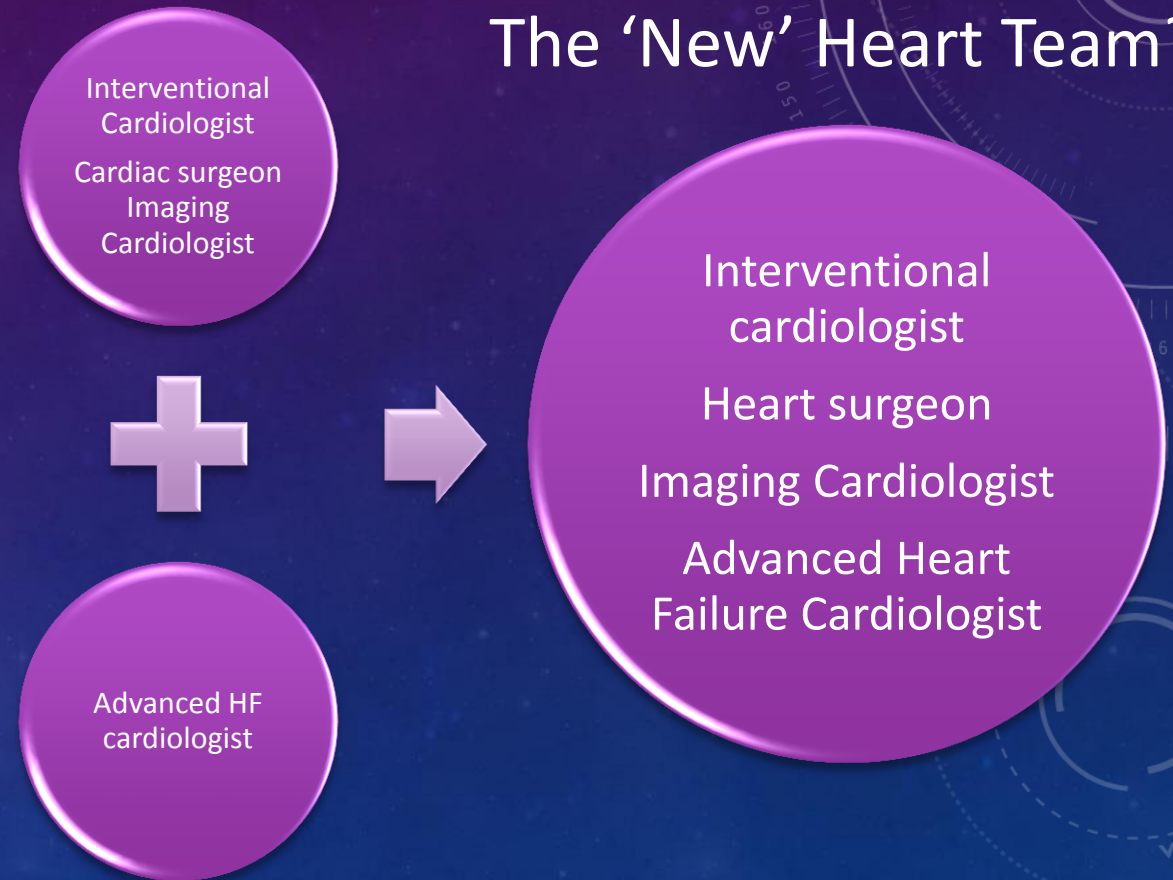 The ‘New’ Heart Team
Interventional
Cardiologist
Cardiac surgeon
Imaging
Cardiologist
Advanced HF
cardiologist
Interventional
cardiologist
Heart surgeon
Imaging Cardiologist
Advanced Heart
Failure Cardiologist
150